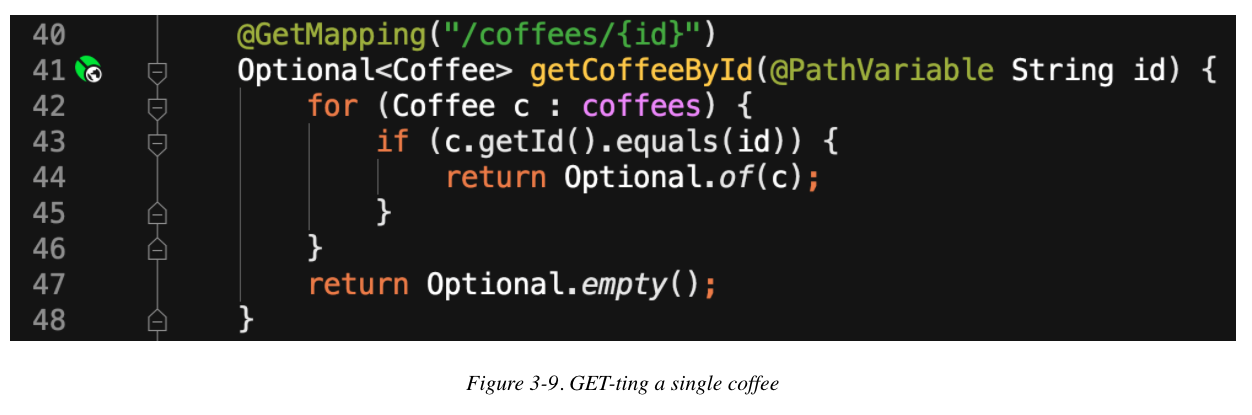 40 @GetMapping("/coffees/{id}")
41 Optional<Coffee> getCoffeeById(@PathVariable String id) {
42 for (Coffee c : coffees) {
43 if (c.getId().equals(id)) {
44 return Optional.of(c);
45 }
46 }
47 return Optional.empty();
48 }
Figure 3-9. GET-ting a single coffee